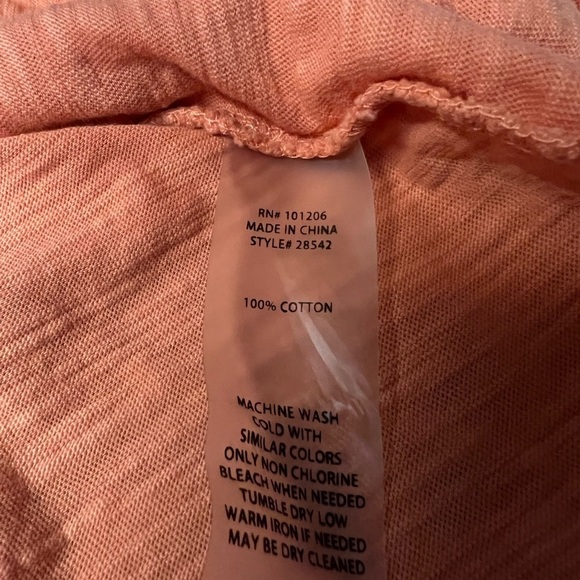 RN# 101206
MADE IN CHINA
STYLE# 28542
100% COTTON
MACHINE WASH
COLD WITH
SIMILAR COLORS
ONLY NON CHLORINE
BLEACH WHEN NEEDED
TUMBLE DRY LOW
WARM IRON IF NEEDED
MAY BE DRY CLEANED